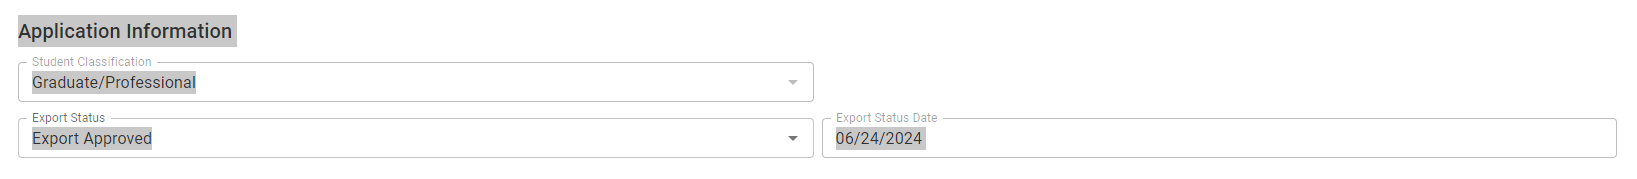 Application Information
Student Classification
Graduate/Professional
Export Status
Export Approved
Export Status Date
06/24/2024